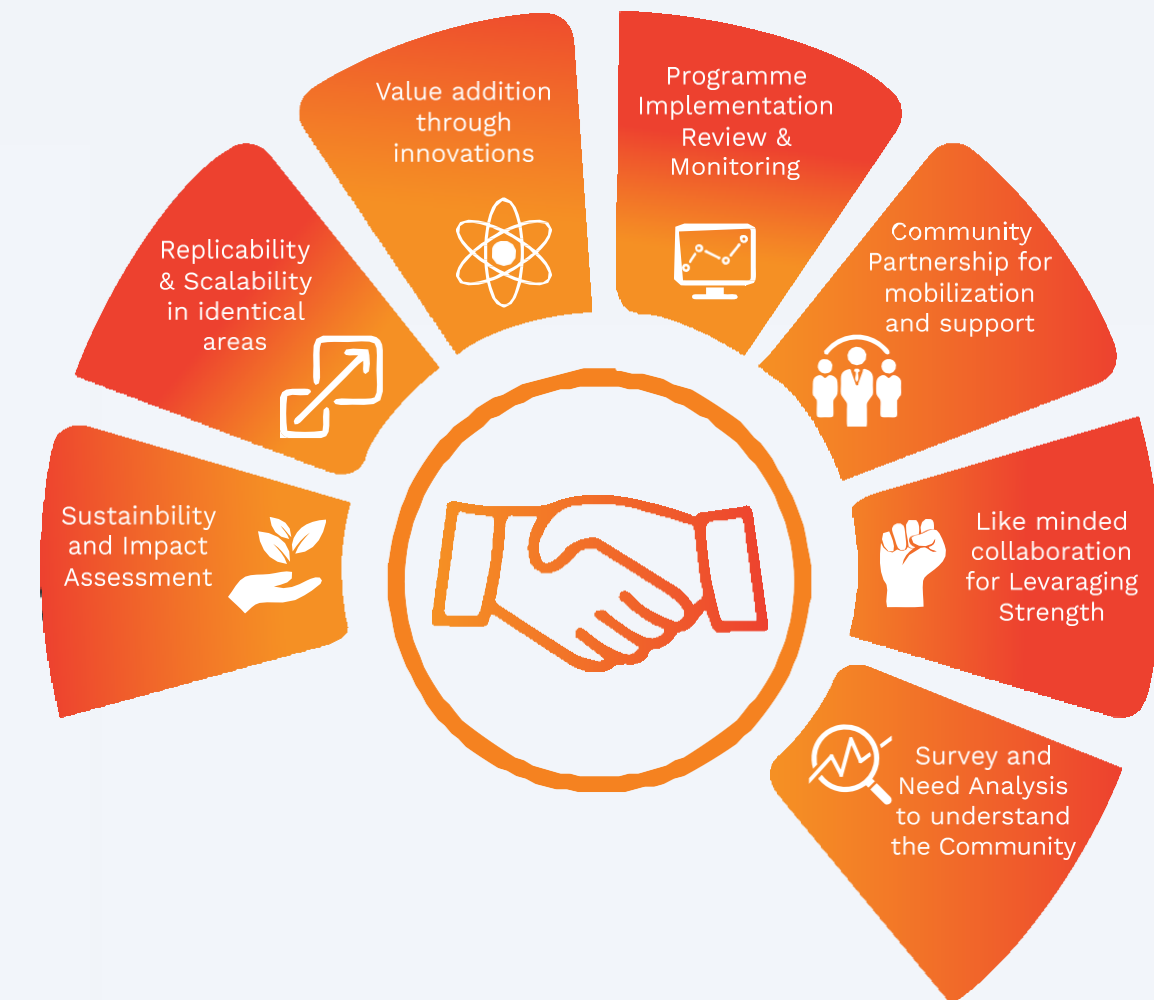 Value addition
through
innovations
Programme
Implementation
Review &
Monitoring
Replicability
& Scalability
in identical
areas
Community
Partnership for
mobilization
and support
Sustainbility
and Impact
Assessment
Like minded
collaboration
for Levaraging
Strength
Survey and
Need Analysis
to understand
the Community